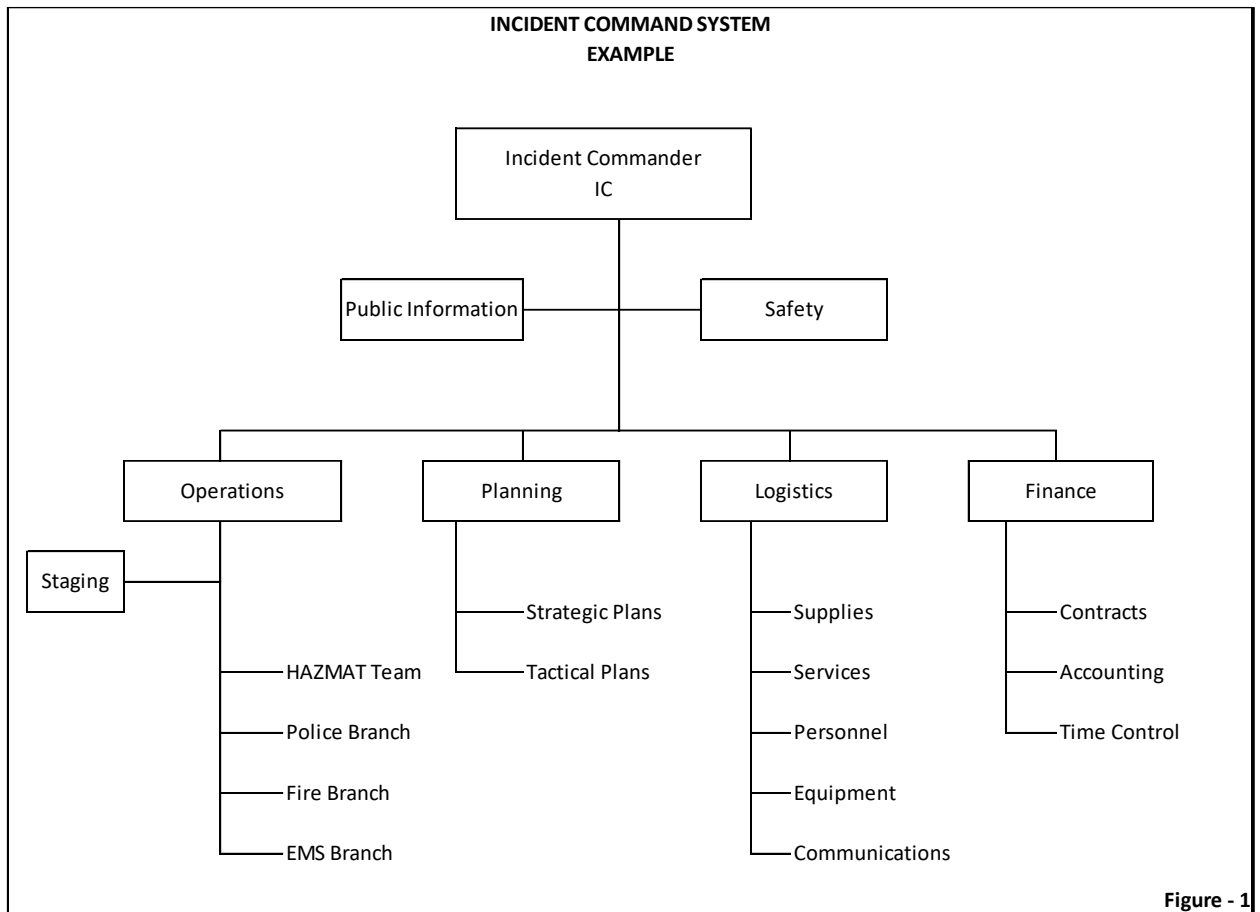 INCIDENT COMMAND SYSTEM
EXAMPLE
Incident Commander
IC
Public Information
Safety
Operations
Planning
Logistics
Finance
Staging
Strategic Plans
Supplies
Contracts
HAZMAT Team
Tactical Plans
Services
Accounting
Police Branch
Personnel
Time Control
Fire Branch
Equipment
EMS Branch
Communications
Figure - 1